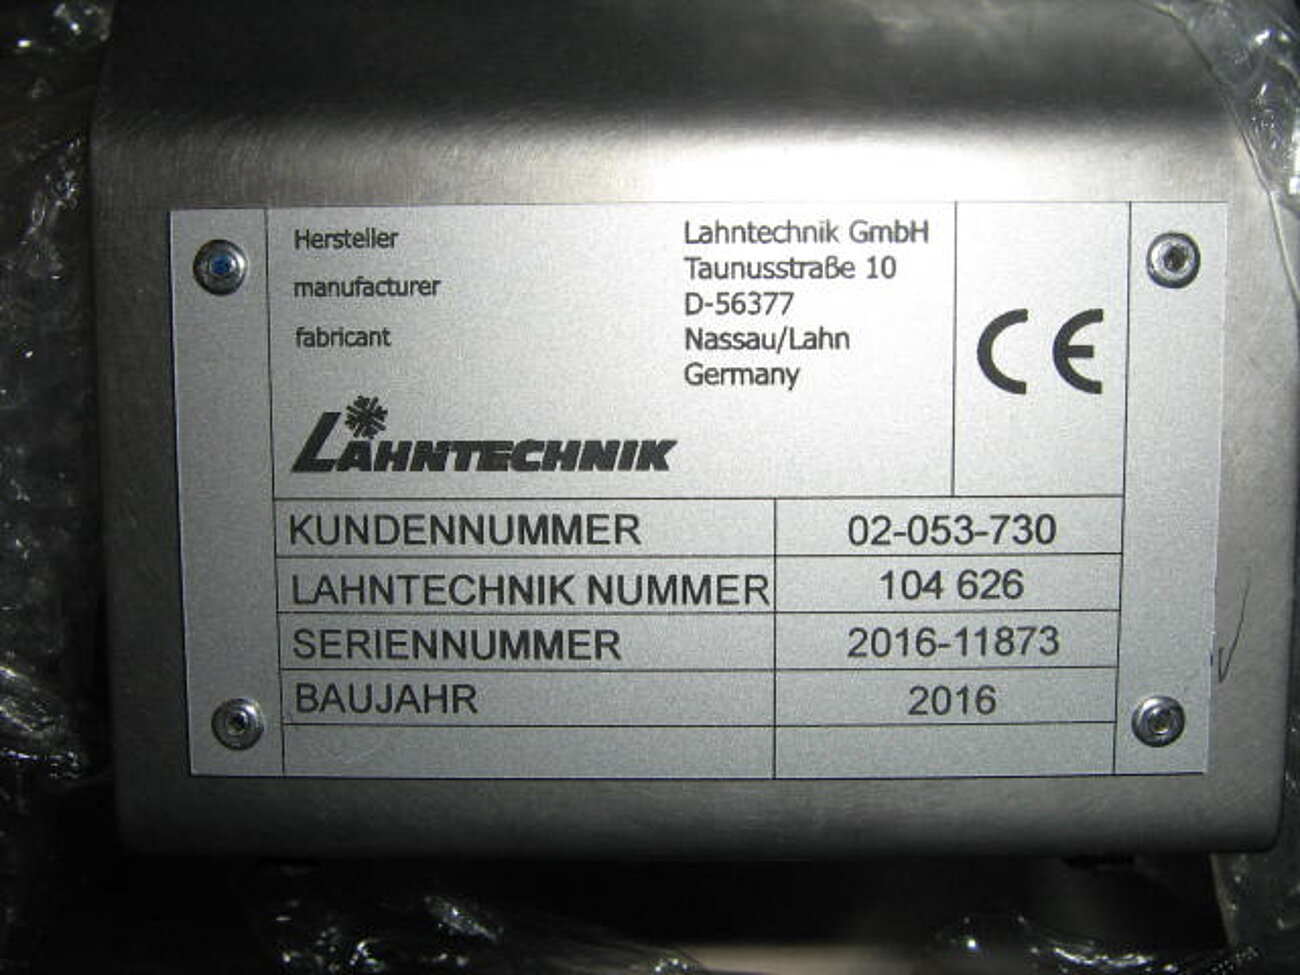 Hersteller
manufacturer
fabricant
Lahntechnik GmbH
Taunusstraße 10
D-56377
Nassau/Lahn
Germany
CE
LAHNTECHNIK
KUNDENNUMMER 02-053-730
LAHNTECHNIK NUMMER 104 626
SERIENNUMMER 2016-11873
BAUJAHR 2016